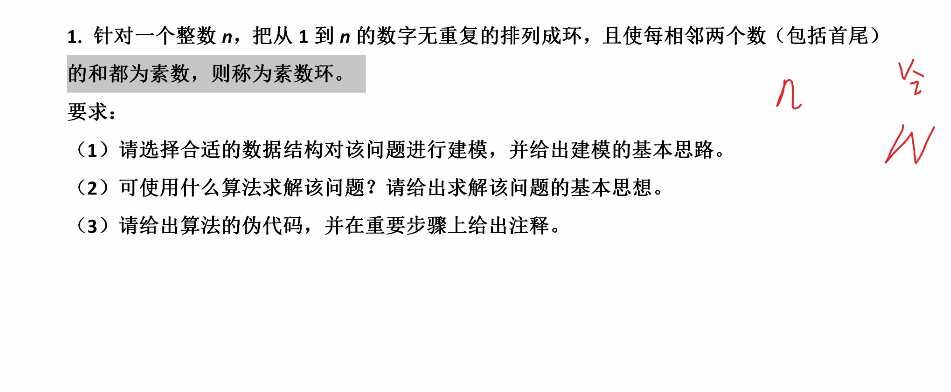 1. 针对一个整数 n，把从 1 到 n 的数字无重复的排列成环，且使每相邻两个数（包括首尾）
的和都为素数，则称为素数环。
要求：
（1）请选择合适的数据结构对该问题进行建模，并给出建模的基本思路。
（2）可使用什么算法求解该问题？请给出求解该问题的基本思想。
（3）请给出算法的伪代码，并在重要步骤上给出注释。
n